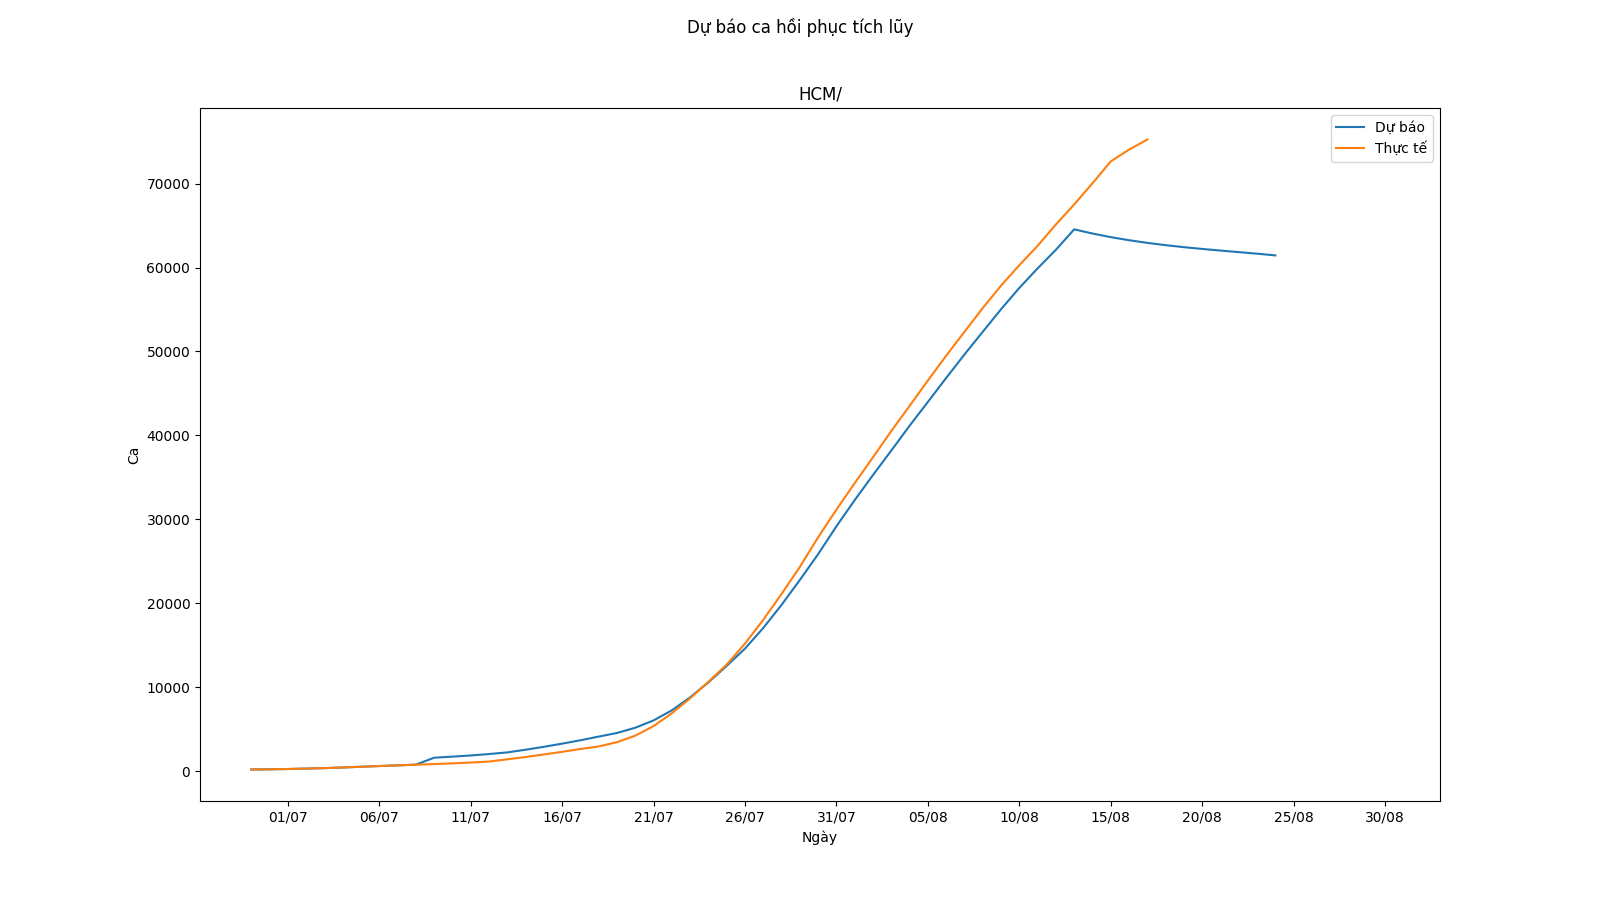 Dự báo ca hồi phục tích lũy
HCM/
Dự báo
Thực tế
70000
60000
50000
40000
30000
20000
10000
0
Ca
01/07 06/07 11/07 16/07 21/07 26/07 31/07 05/08 10/08 15/08 20/08 25/08 30/08
Ngày